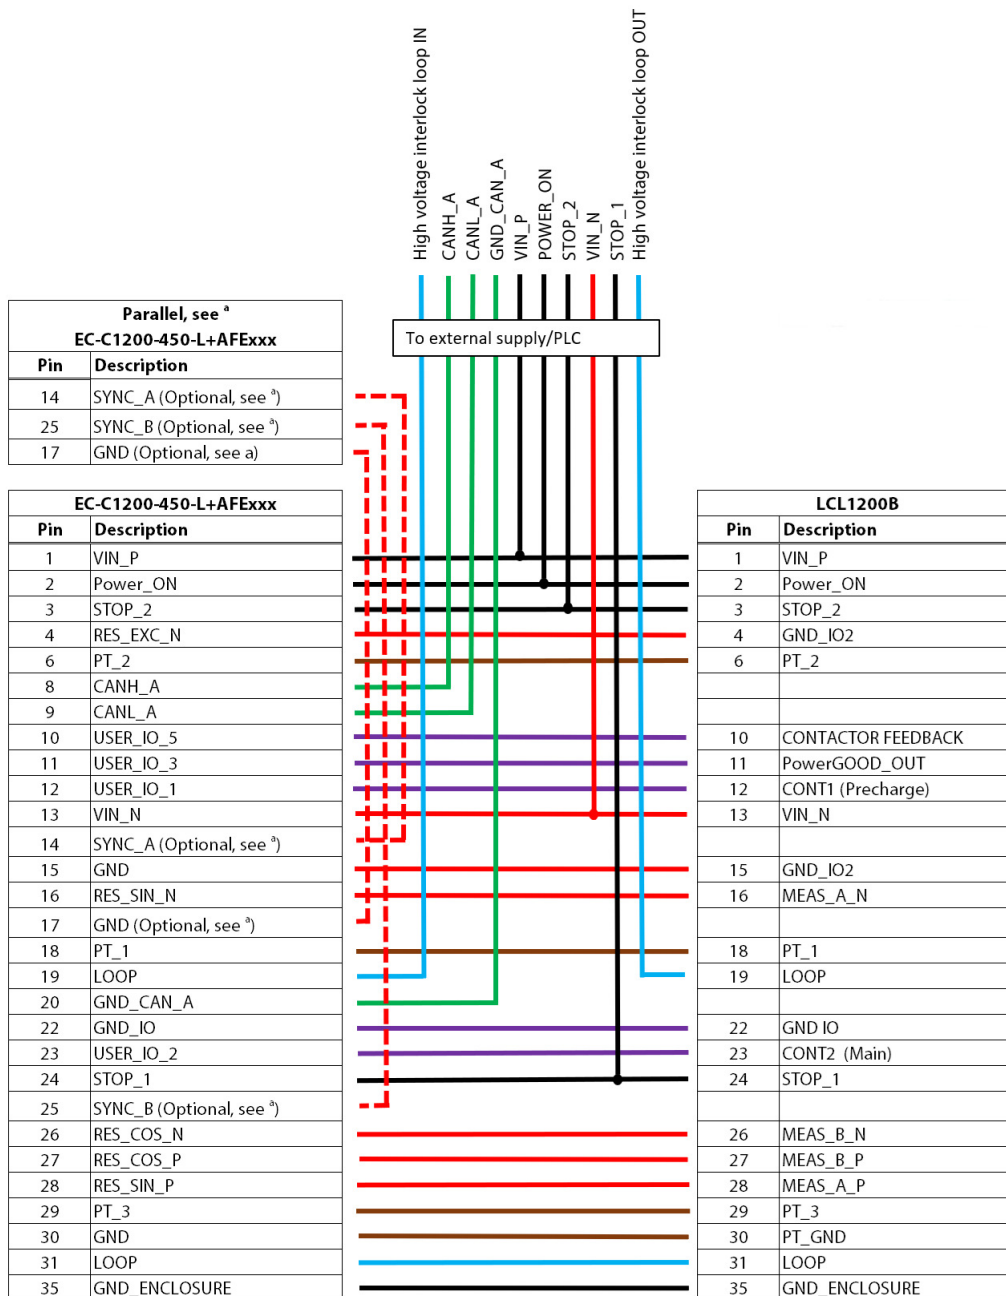 High voltage interlock loop IN
CANH_A
CANL_A
GND_CAN_A
VIN_P
POWER_ON
STOP_2
VIN_N
STOP_1
High voltage interlock loop OUT
To external supply/PLC
Parallel, see a
EC-C1200-450-L+AFExxx
Pin Description
14 SYNC_A (Optional, see a)
25 SYNC_B (Optional, see a)
17 GND (Optional, see a)
EC-C1200-450-L+AFExxx
Pin Description
1 VIN_P
2 Power_ON
3 STOP_2
4 RES_EXC_N
6 PT_2
8 CANH_A
9 CANL_A
10 USER_IO_5
11 USER_IO_3
12 USER_IO_1
13 VIN_N
14 SYNC_A (Optional, see a)
15 GND
16 RES_SIN_N
17 GND (Optional, see a)
18 PT_1
19 LOOP
20 GND_CAN_A
22 GND_IO
23 USER_IO_2
24 STOP_1
25 SYNC_B (Optional, see a)
26 RES_COS_N
27 RES_COS_P
28 RES_SIN_P
29 PT_3
30 GND
31 LOOP
35 GND_ENCLOSURE
LCL1200B
Pin Description
1 VIN_P
2 Power_ON
3 STOP_2
4 GND_IO2
6 PT_2
10 CONTACTOR FEEDBACK
11 PowerGOOD_OUT
12 CONT1 (Precharge)
13 VIN_N
15 GND_IO2
16 MEAS_A_N
18 PT_1
19 LOOP
22 GND IO
23 CONT2 (Main)
24 STOP_1
26 MEAS_B_N
27 MEAS_B_P
28 MEAS_A_P
29 PT_3
30 PT_GND
31 LOOP
35 GND_ENCLOSURE